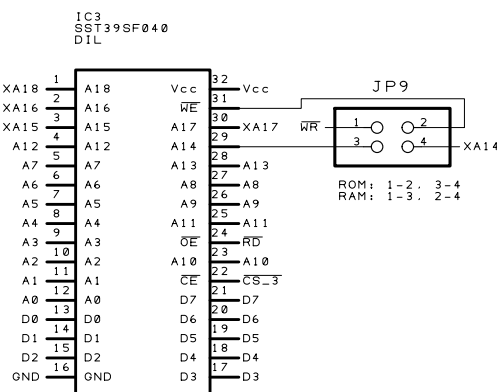 IC3
SST39SF040
DIL
JP9
XA18 1 A18 Vcc 32 Vcc
XA16 2 A16 WE 31
XA15 3 A15 A17 30 XA17
A12 4 A12 A14 29
A7 5 A7 A13 28 A13
A6 6 A6 A8 27 A8
A5 7 A5 A9 26 A9
A4 8 A4 A11 25 A11
A3 9 A3 OE 24 RD
A2 10 A2 A10 23 A10
A1 11 A1 CE 22 CS_3
A0 12 A0 D7 21 D7
D0 13 D0 D6 20 D6
D1 14 D1 D5 19 D5
D2 15 D2 D4 18 D4
GND 16 GND D3 17 D3
WR 1 2
3 4 XA14
ROM: 1-2, 3-4
RAM: 1-3, 2-4